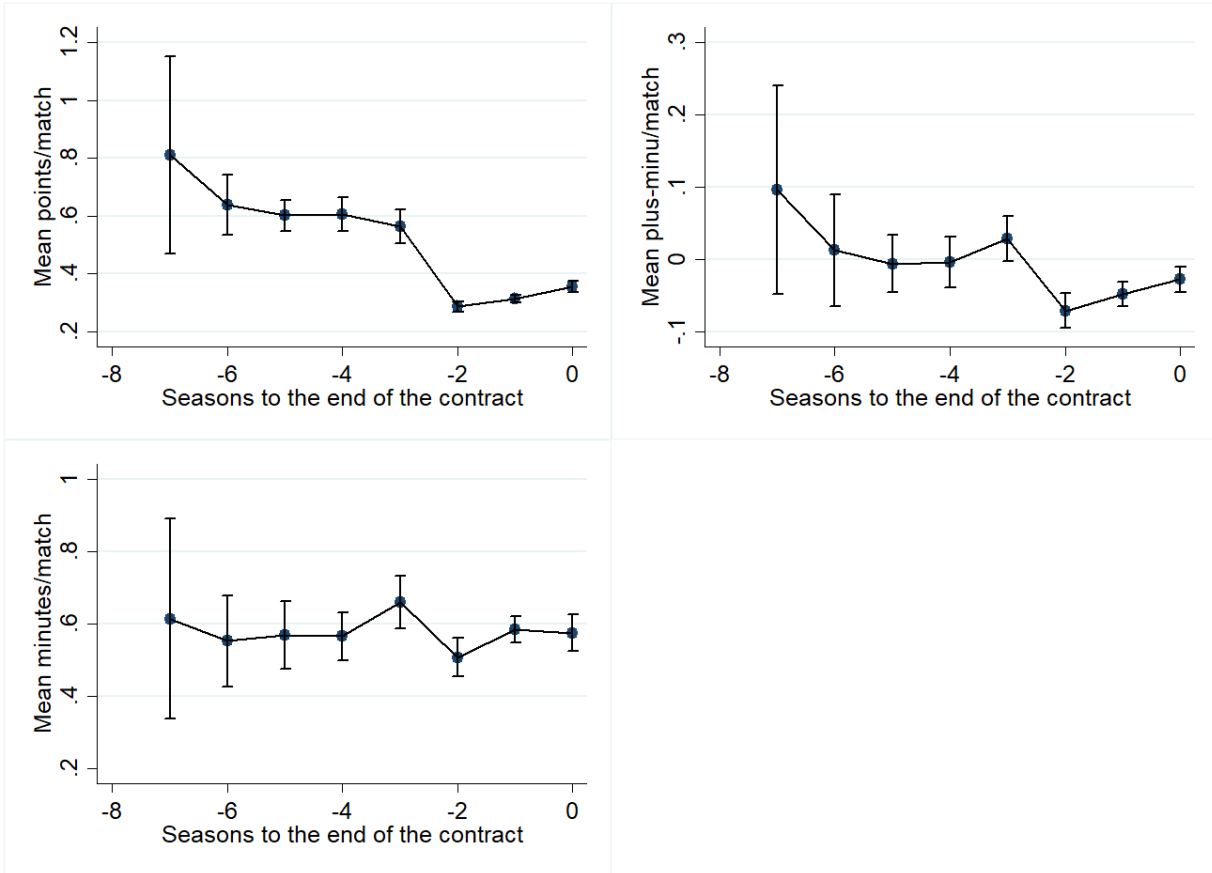 Mean points/match
1.2
1
.8
.6
.4
.2
-8 -6 -4 -2 0
Seasons to the end of the contract
Mean plus-minu/match
.3
.2
.1
0
-.1
-8 -6 -4 -2 0
Seasons to the end of the contract
Mean minutes/match
1
.8
.6
.4
.2
-8 -6 -4 -2 0
Seasons to the end of the contract